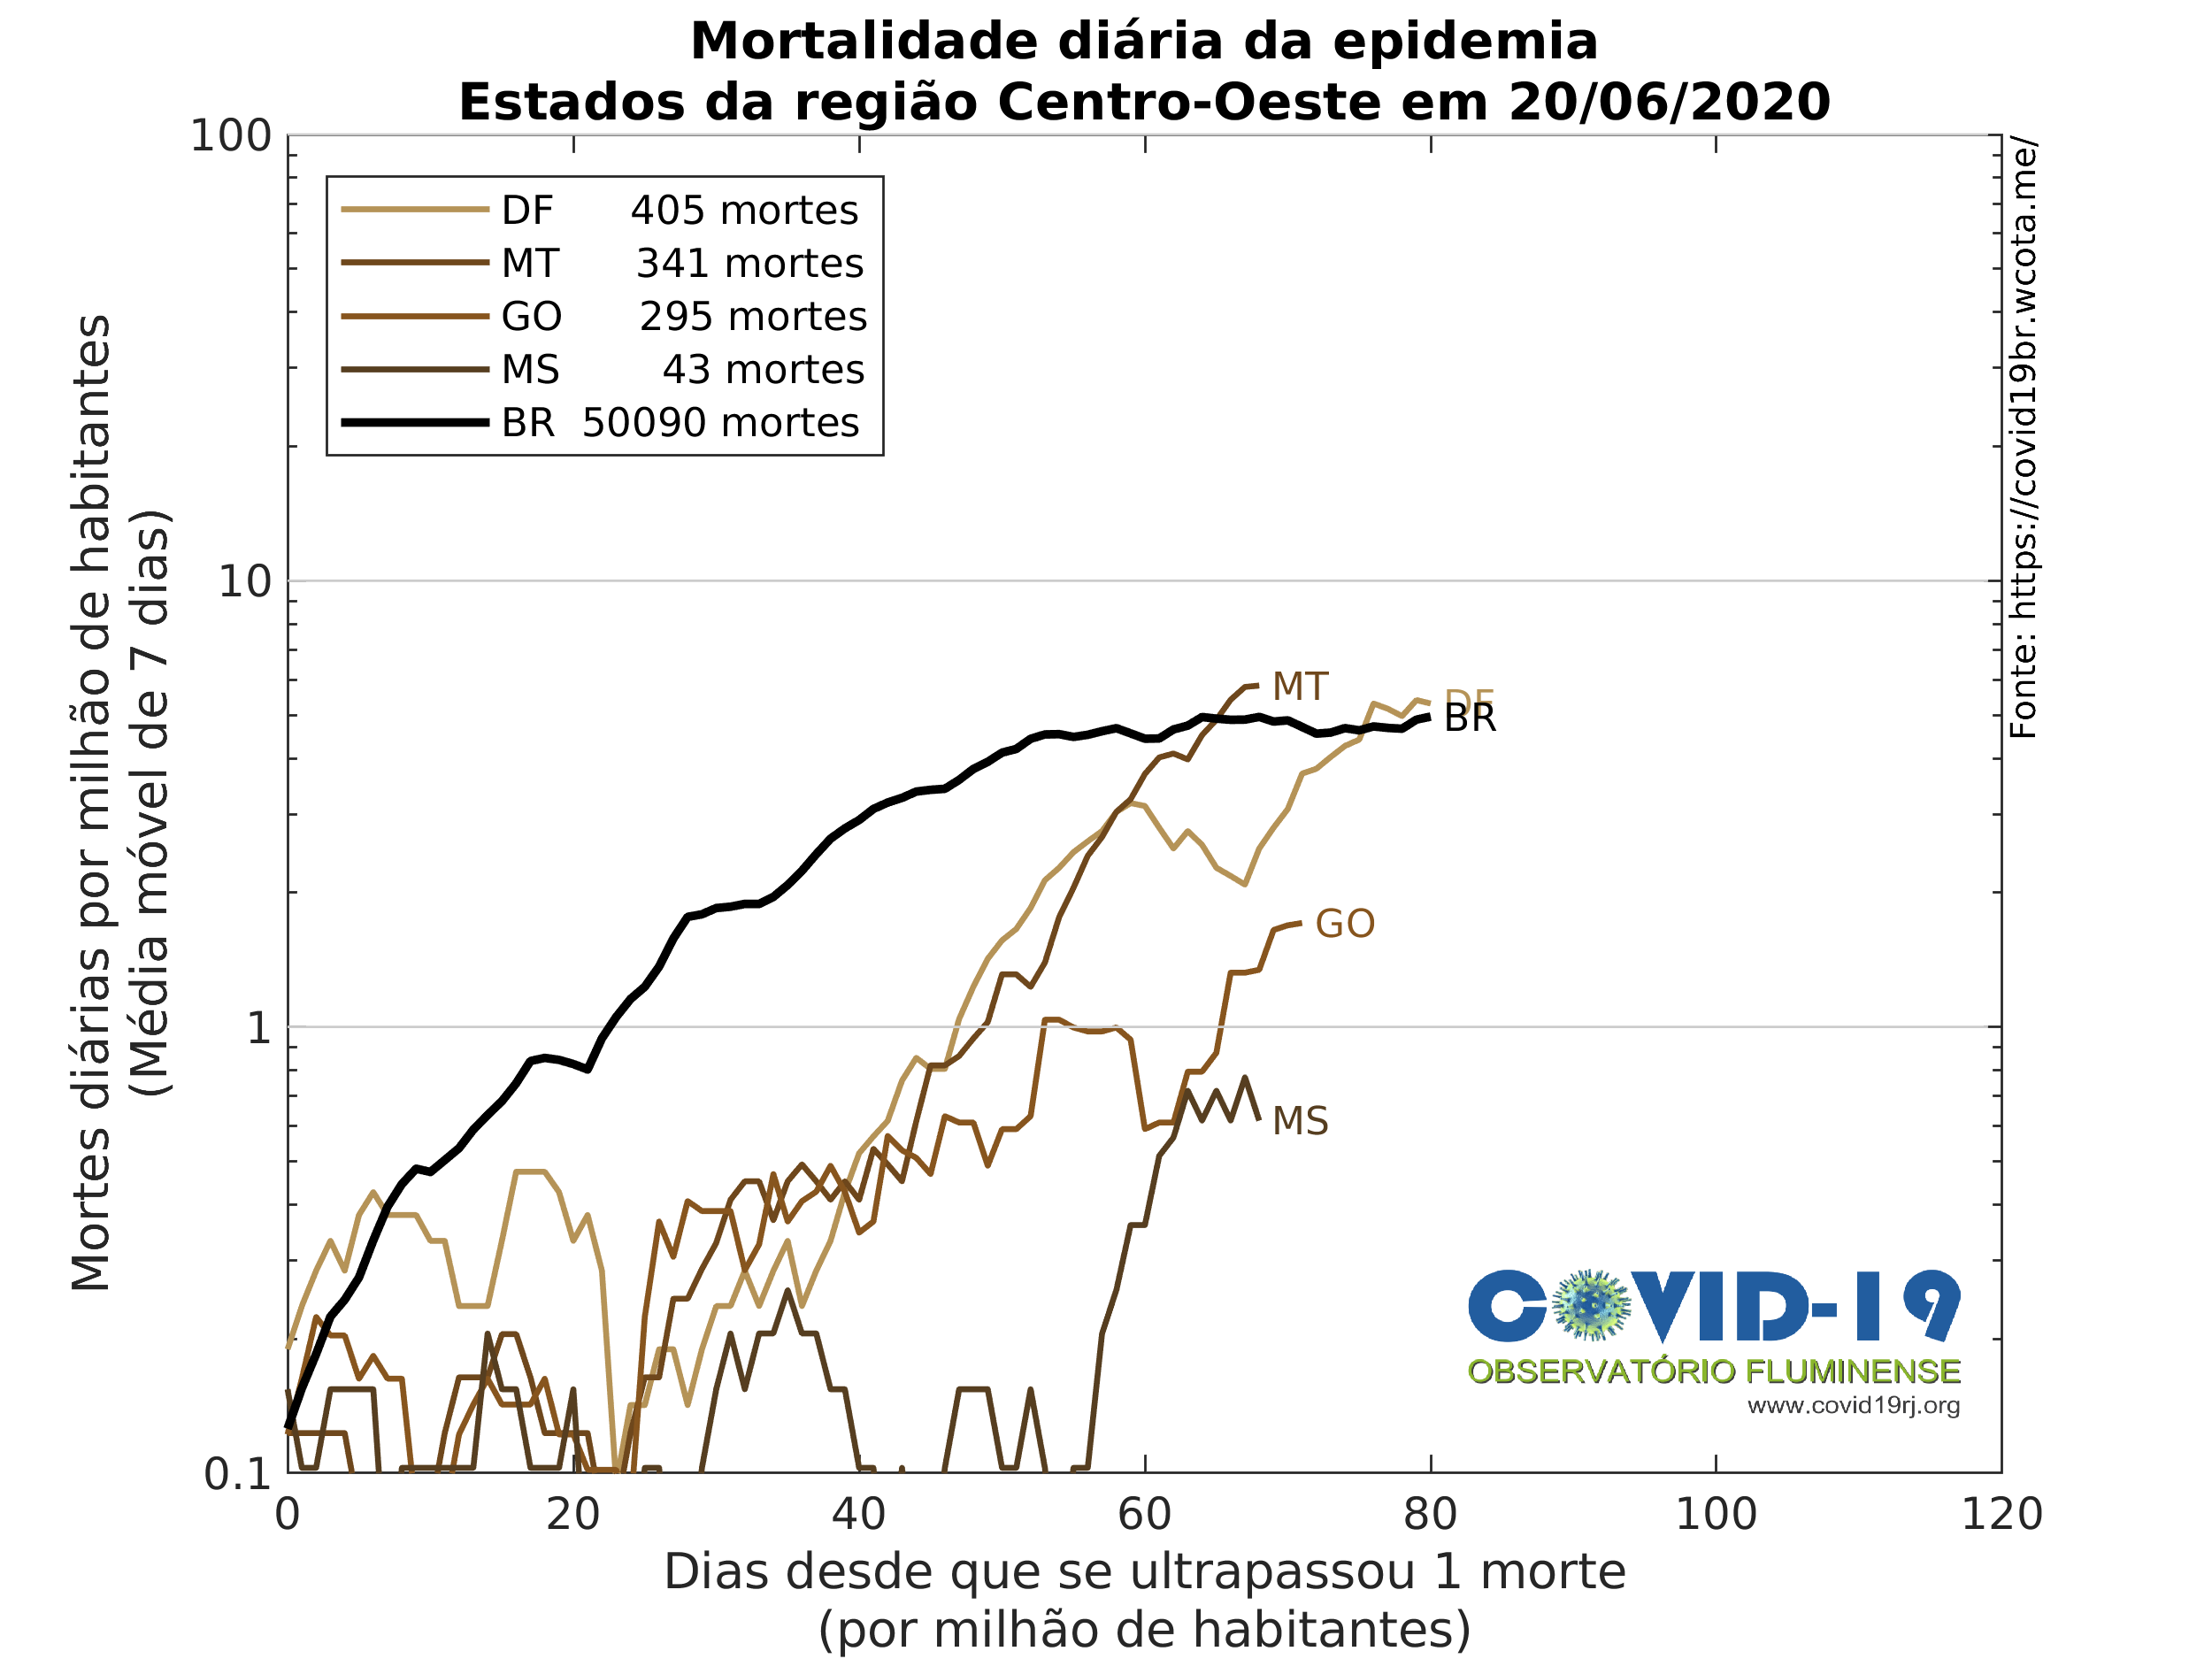 Mortalidade diária da epidemia
Estados da região Centro-Oeste em 20/06/2020
100
10
1
0.1
Mortes diárias por milhão de habitantes
(Média móvel de 7 dias)
DF 405 mortes
MT 341 mortes
GO 295 mortes
MS 43 mortes
BR 50090 mortes
Fonte: https://covid19br.wcota.me/
MT
DF
BR
GO
MS
COVID-19
OBSERVATÓRIO FLUMINENSE
www.covid19rj.org
0 20 40 60 80 100 120
Dias desde que se ultrapassou 1 morte
(por milhão de habitantes)